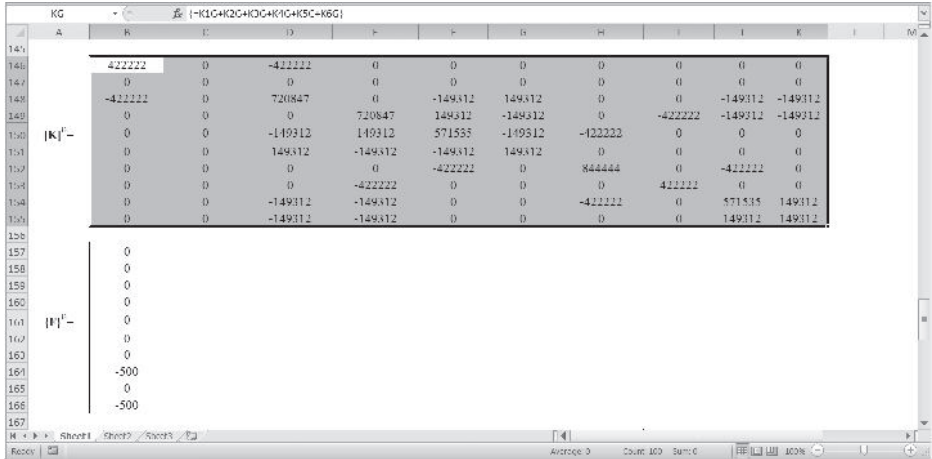 KG fx {=K1G+K2G+K3G+K4G+K5G+K6G}
A B C D E F G H I J K L M
145
146 422222 0 -422222 0 0 0 0 0 0 0
147 0 0 0 0 0 0 0 0 0 0
148 -422222 0 720847 0 -149312 149312 0 0 -149312 -149312
149 0 0 0 720847 149312 -149312 0 -422222 -149312 -149312
150 [K]ᴳ= 0 0 -149312 149312 571535 -149312 -422222 0 0 0
151 0 0 149312 -149312 -149312 149312 0 0 0 0
152 0 0 0 0 -422222 0 844444 0 -422222 0
153 0 0 0 -422222 0 0 0 422222 0 0
154 0 0 -149312 -149312 0 0 -422222 0 571535 149312
155 0 0 -149312 -149312 0 0 0 0 149312 149312
156
157 0
158 0
159 0
160 0
161 {F}ᴳ= 0
162 0
163 0
164 -500
165 0
166 -500
167
Sheet1 Sheet2 Sheet3
Ready Average: 0 Count: 100 Sum: 0 100%